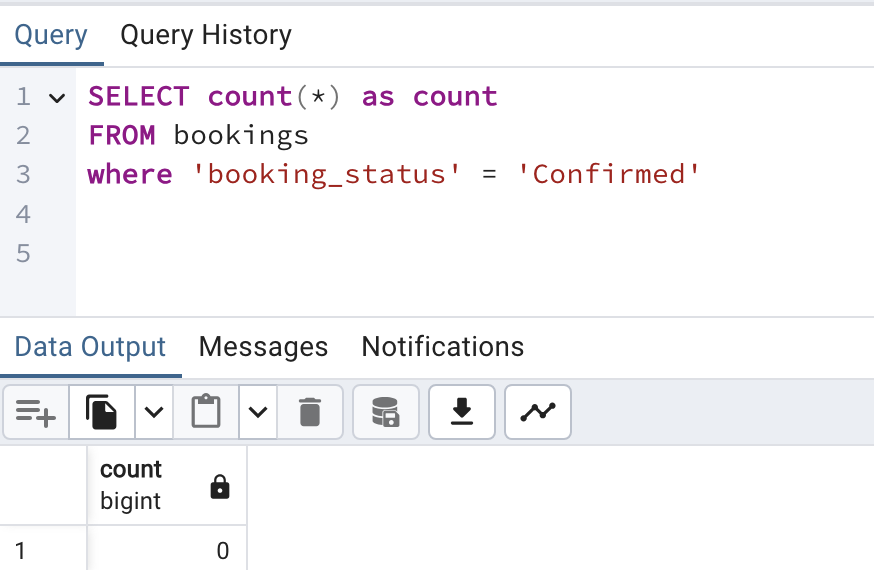 Query Query History
1 SELECT count(*) as count
2 FROM bookings
3 where 'booking_status' = 'Confirmed'
4
5
Data Output Messages Notifications
count
bigint
1 0